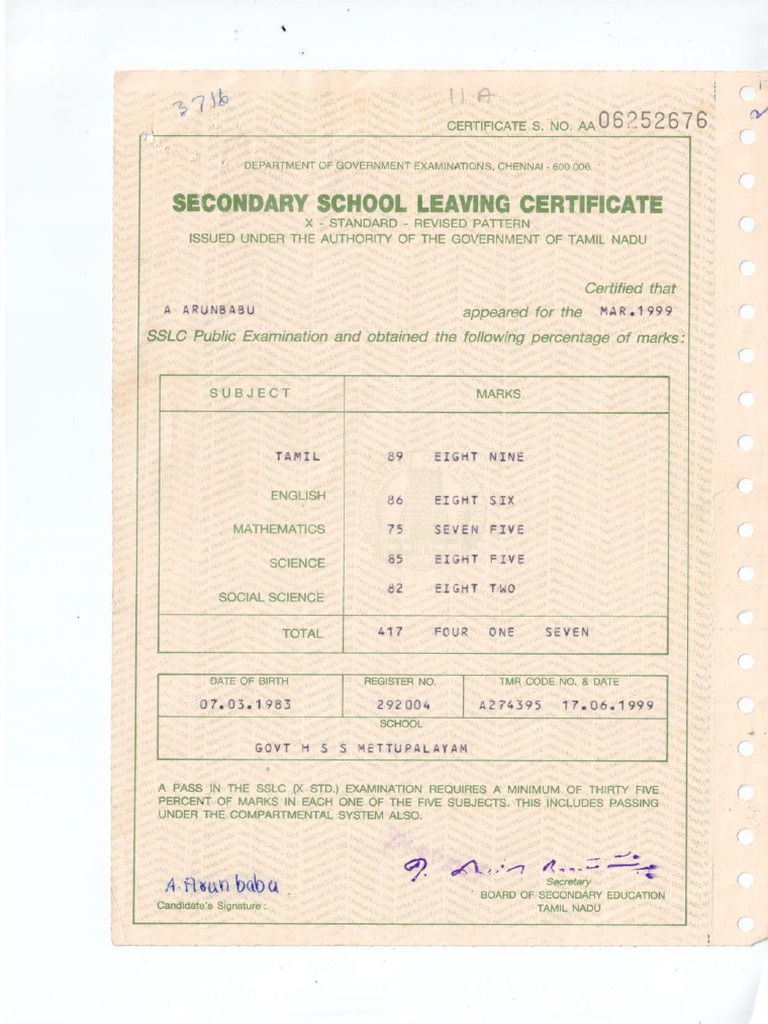 3716
11 A
CERTIFICATE S. NO. AA 06252676
DEPARTMENT OF GOVERNMENT EXAMINATIONS, CHENNAI - 600 006.
SECONDARY SCHOOL LEAVING CERTIFICATE
X - STANDARD - REVISED PATTERN
ISSUED UNDER THE AUTHORITY OF THE GOVERNMENT OF TAMIL NADU
Certified that
A ARUNBABU appeared for the MAR.1999
SSLC Public Examination and obtained the following percentage of marks:
SUBJECT MARKS
TAMIL 89 EIGHT NINE
ENGLISH 86 EIGHT SIX
MATHEMATICS 75 SEVEN FIVE
SCIENCE 85 EIGHT FIVE
SOCIAL SCIENCE 82 EIGHT TWO
TOTAL 417 FOUR ONE SEVEN
DATE OF BIRTH REGISTER NO. TMR CODE NO. & DATE
07.03.1983 292004 A274395 17.06.1999
SCHOOL
GOVT H S S METTUPALAYAM
A PASS IN THE SSLC (X STD.) EXAMINATION REQUIRES A MINIMUM OF THIRTY FIVE
PERCENT OF MARKS IN EACH ONE OF THE FIVE SUBJECTS. THIS INCLUDES PASSING
UNDER THE COMPARTMENTAL SYSTEM ALSO.
A. Arunbabu
Candidate's Signature :
Secretary
BOARD OF SECONDARY EDUCATION
TAMIL NADU